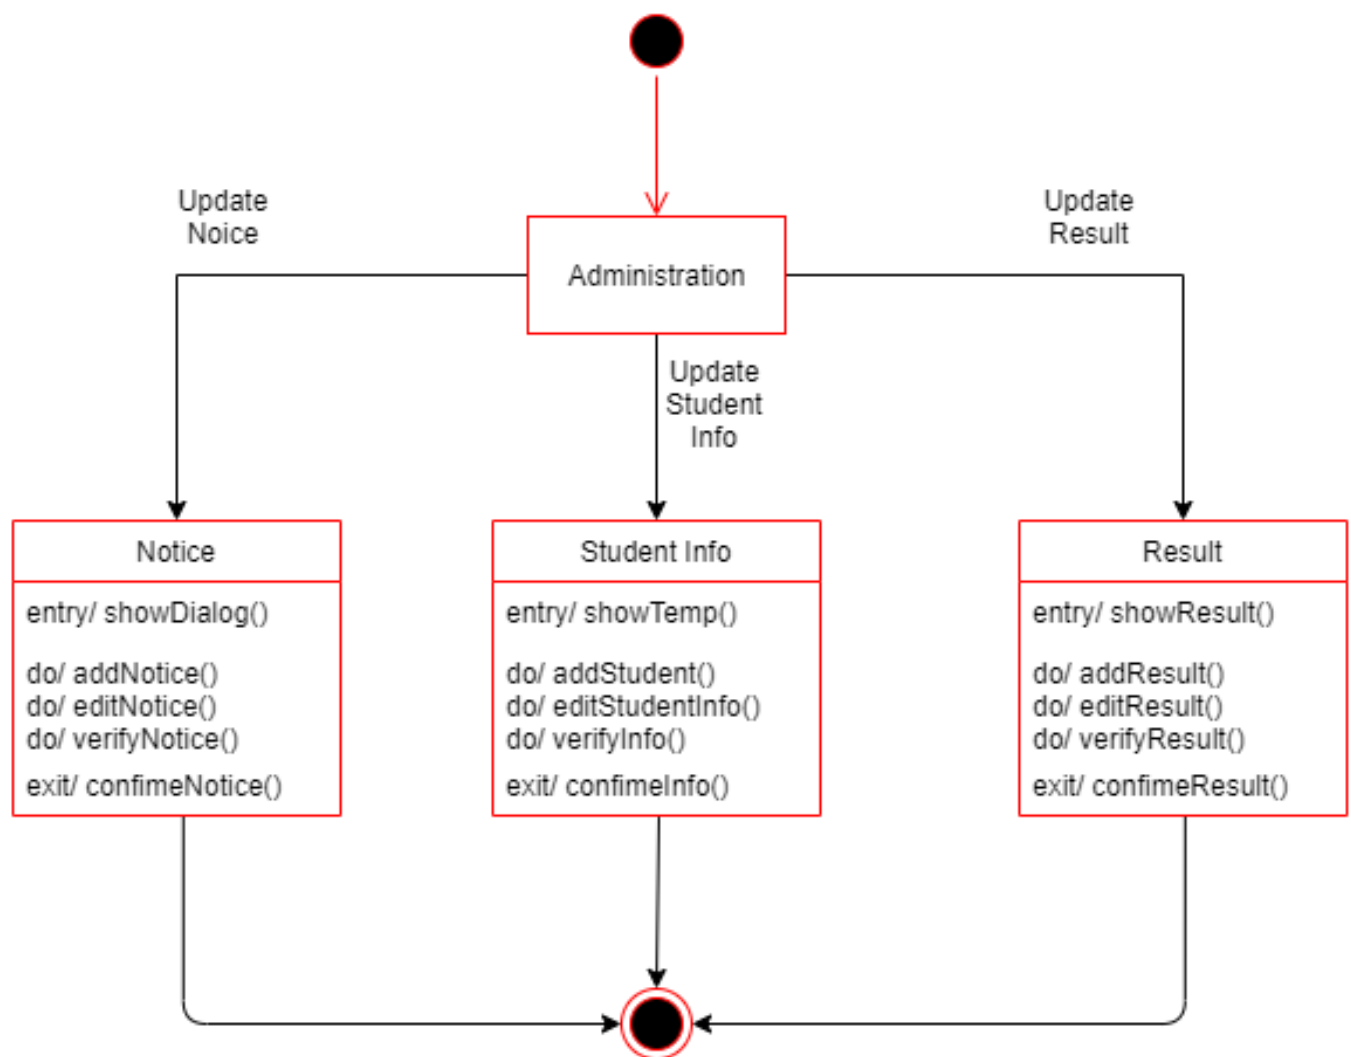 Update
Noice
Update
Result
Administration
Update
Student
Info
Notice
entry/ showDialog()
do/ addNotice()
do/ editNotice()
do/ verifyNotice()
exit/ confimeNotice()
Student Info
entry/ showTemp()
do/ addStudent()
do/ editStudentInfo()
do/ verifyInfo()
exit/ confimeInfo()
Result
entry/ showResult()
do/ addResult()
do/ editResult()
do/ verifyResult()
exit/ confimeResult()